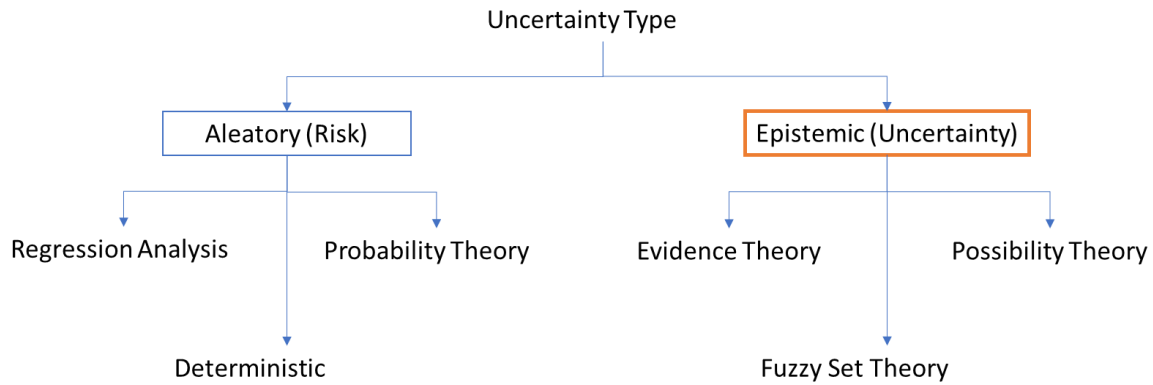 Uncertainty Type
Aleatory (Risk)
Epistemic (Uncertainty)
Regression Analysis
Probability Theory
Evidence Theory
Possibility Theory
Deterministic
Fuzzy Set Theory